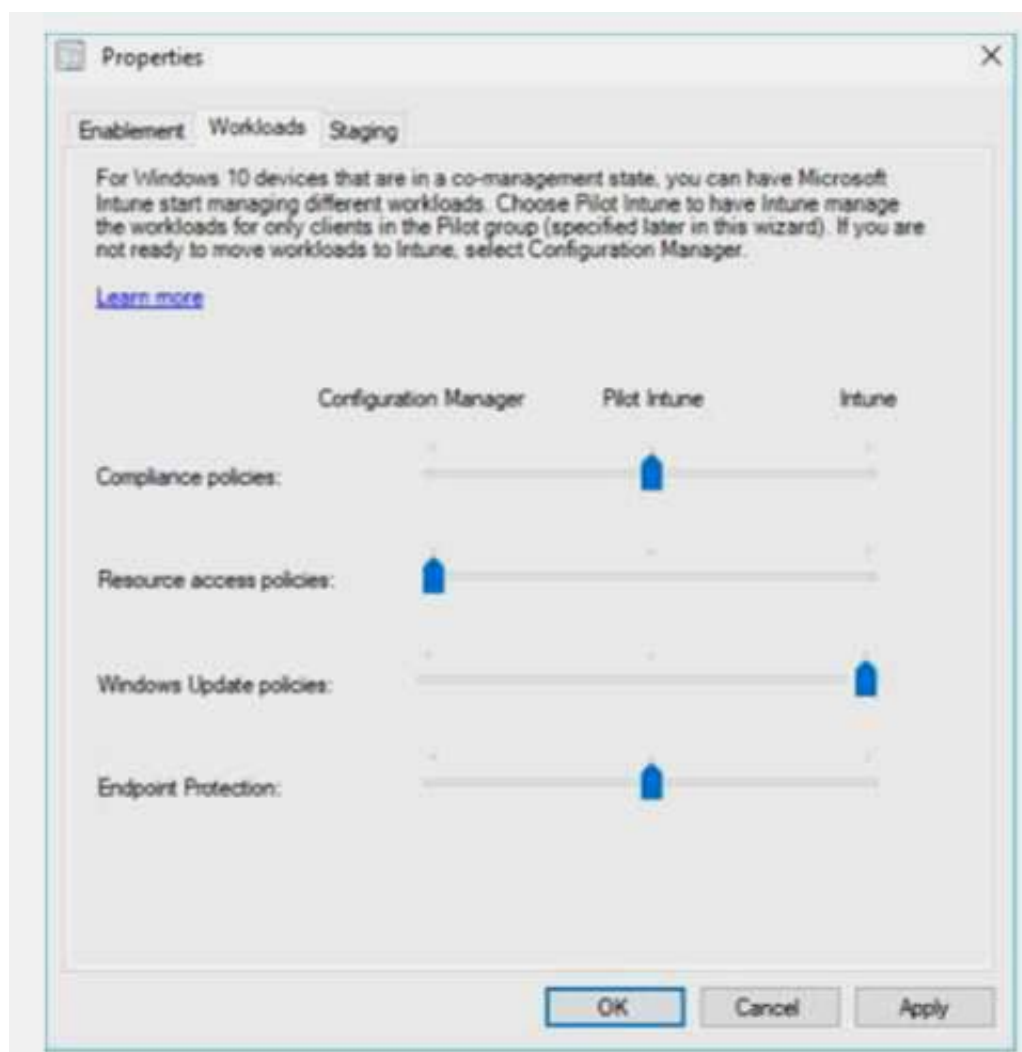 Properties
Enablement Workloads Staging
For Windows 10 devices that are in a co-management state, you can have Microsoft
Intune start managing different workloads. Choose Pilot Intune to have Intune manage
the workloads for only clients in the Pilot group (specified later in this wizard). If you are
not ready to move workloads to Intune, select Configuration Manager.
Learn more
Configuration Manager Pilot Intune Intune
Compliance policies:
Resource access policies:
Windows Update policies:
Endpoint Protection:
OK Cancel Apply